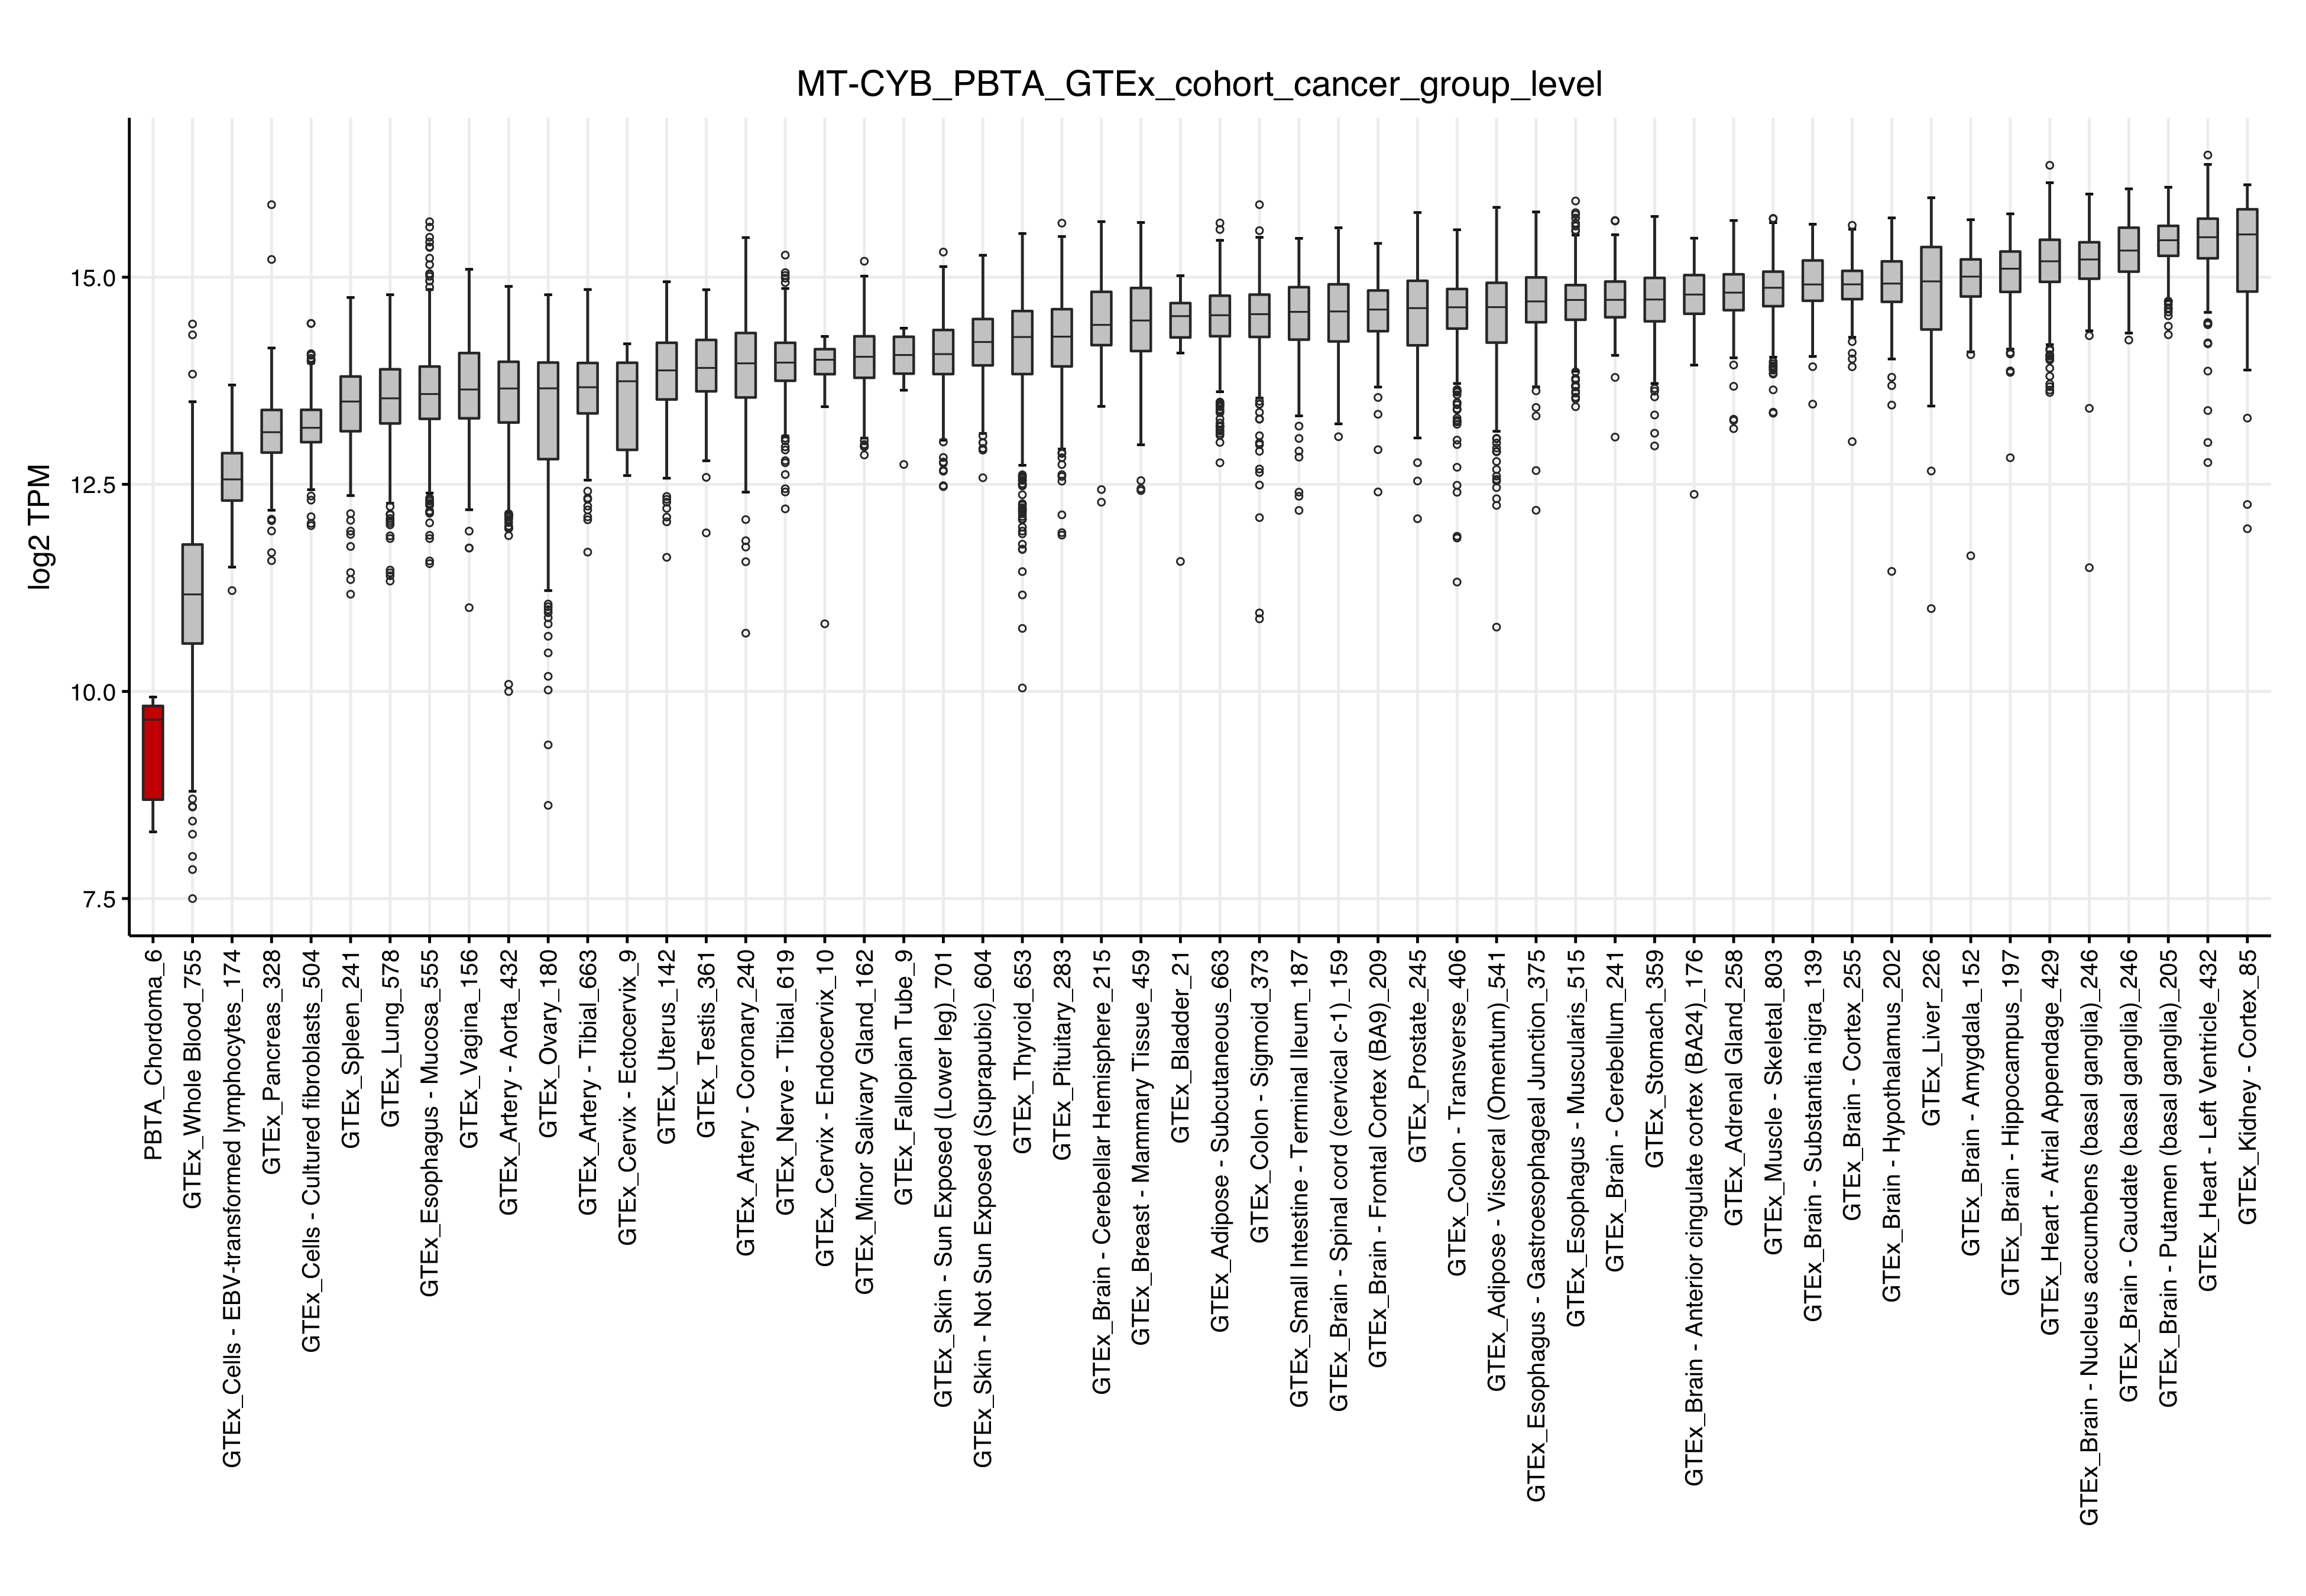 MT-CYB_PBTA_GTEx_cohort_cancer_group_level
log2 TPM
15.0
12.5
10.0
7.5
PBTA_Chordoma_6
GTEx_Whole Blood_755
GTEx_Cells - EBV-transformed lymphocytes_174
GTEx_Pancreas_328
GTEx_Cells - Cultured fibroblasts_504
GTEx_Spleen_241
GTEx_Lung_578
GTEx_Esophagus - Mucosa_555
GTEx_Vagina_156
GTEx_Artery - Aorta_432
GTEx_Ovary_180
GTEx_Artery - Tibial_663
GTEx_Cervix - Ectocervix_9
GTEx_Uterus_142
GTEx_Testis_361
GTEx_Artery - Coronary_240
GTEx_Nerve - Tibial_619
GTEx_Cervix - Endocervix_10
GTEx_Minor Salivary Gland_162
GTEx_Fallopian Tube_9
GTEx_Skin - Sun Exposed (Lower leg)_701
GTEx_Skin - Not Sun Exposed (Suprapubic)_604
GTEx_Thyroid_653
GTEx_Pituitary_283
GTEx_Brain - Cerebellar Hemisphere_215
GTEx_Breast - Mammary Tissue_459
GTEx_Bladder_21
GTEx_Adipose - Subcutaneous_663
GTEx_Colon - Sigmoid_373
GTEx_Small Intestine - Terminal Ileum_187
GTEx_Brain - Spinal cord (cervical c-1)_159
GTEx_Brain - Frontal Cortex (BA9)_209
GTEx_Prostate_245
GTEx_Colon - Transverse_406
GTEx_Adipose - Visceral (Omentum)_541
GTEx_Esophagus - Gastroesophageal Junction_375
GTEx_Esophagus - Muscularis_515
GTEx_Brain - Cerebellum_241
GTEx_Stomach_359
GTEx_Brain - Anterior cingulate cortex (BA24)_176
GTEx_Adrenal Gland_258
GTEx_Muscle - Skeletal_803
GTEx_Brain - Substantia nigra_139
GTEx_Brain - Cortex_255
GTEx_Brain - Hypothalamus_202
GTEx_Liver_226
GTEx_Brain - Amygdala_152
GTEx_Brain - Hippocampus_197
GTEx_Heart - Atrial Appendage_429
GTEx_Brain - Nucleus accumbens (basal ganglia)_246
GTEx_Brain - Caudate (basal ganglia)_246
GTEx_Brain - Putamen (basal ganglia)_205
GTEx_Heart - Left Ventricle_432
GTEx_Kidney - Cortex_85